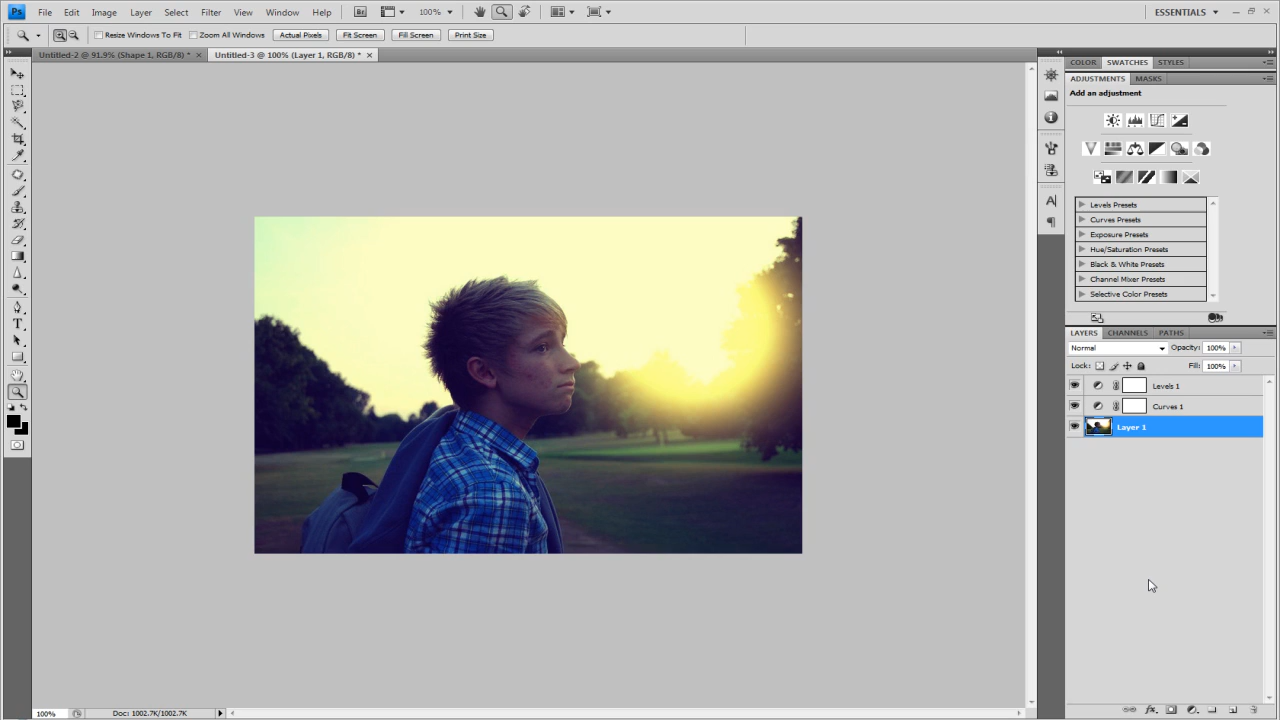 Ps File Edit Image Layer Select Filter View Window Help Br 100% ESSENTIALS
Resize Windows To Fit Zoom All Windows Actual Pixels Fit Screen Fill Screen Print Size
Untitled-2 @ 91.9% (Shape 1, RGB/8) * × Untitled-3 @ 100% (Layer 1, RGB/8) * ×
COLOR SWATCHES STYLES
ADJUSTMENTS MASKS
Add an adjustment
Levels Presets
Curves Presets
Exposure Presets
Hue/Saturation Presets
Black & White Presets
Channel Mixer Presets
Selective Color Presets
LAYERS CHANNELS PATHS
Normal Opacity: 100%
Lock: Fill: 100%
Levels 1
Curves 1
Layer 1
100% Doc: 1002.7K/1002.7K
fx